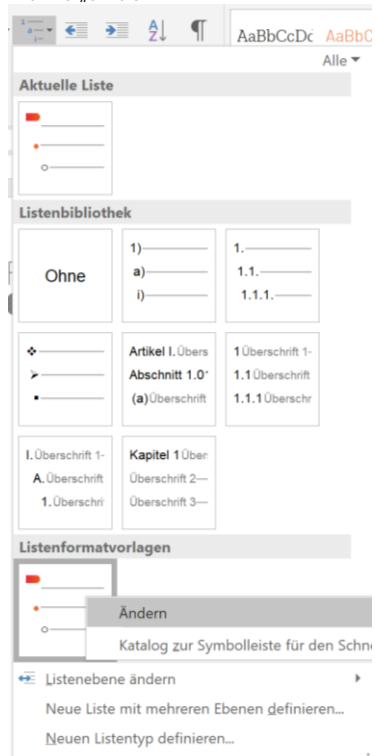 AaBbCcDc AaBbC
Alle
Aktuelle Liste
Listenbibliothek
Ohne
1)
a)
i)
1.
1.1.
1.1.1.
Artikel I. Übers
Abschnitt 1.0
(a) Überschrift
1 Überschrift 1-
1.1 Überschrift
1.1.1 Überschr
I. Überschrift 1-
A. Überschrift
1. Überschri
Kapitel 1 Über
Überschrift 2—
Überschrift 3—
Listenformatvorlagen
Ändern
Katalog zur Symbolleiste für den Schne
Listenebene ändern
Neue Liste mit mehreren Ebenen definieren...
Neuen Listentyp definieren...